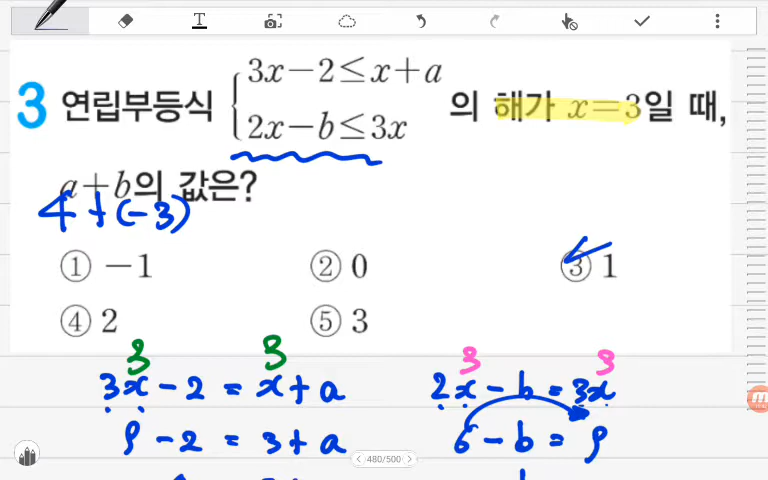 T
3 연립부등식 { 3x-2≤x+a
2x-b≤3x 의 해가 x=3일 때,
a+b의 값은?
4+(-3)
① -1 ② 0 ③ 1
④ 2 ⑤ 3
3 3 3 3
3x-2=x+a 2x-b=3x
9-2=3+a 6-b=9
480/500